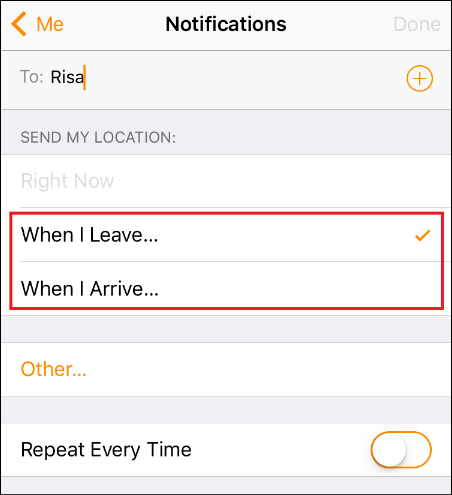 Me Notifications Done
To: Risa
SEND MY LOCATION:
Right Now
When I Leave...
When I Arrive...
Other...
Repeat Every Time